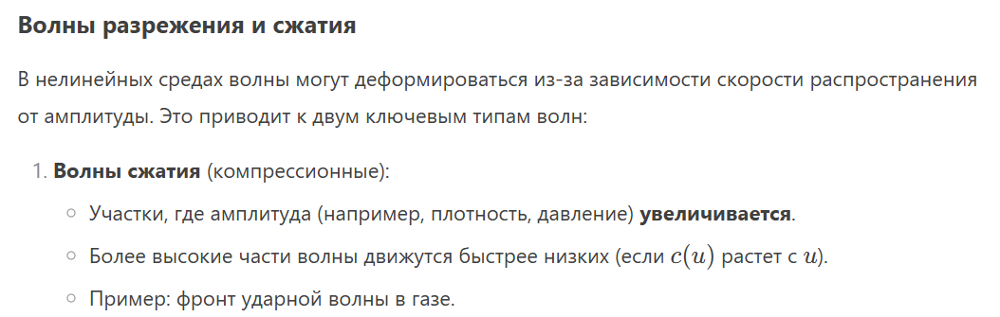 Волны разрежения и сжатия
В нелинейных средах волны могут деформироваться из-за зависимости скорости распространения
от амплитуды. Это приводит к двум ключевым типам волн:
1. Волны сжатия (компрессионные):
○ Участки, где амплитуда (например, плотность, давление) увеличивается.
○ Более высокие части волны движутся быстрее низких (если c(u) растет с u).
○ Пример: фронт ударной волны в газе.